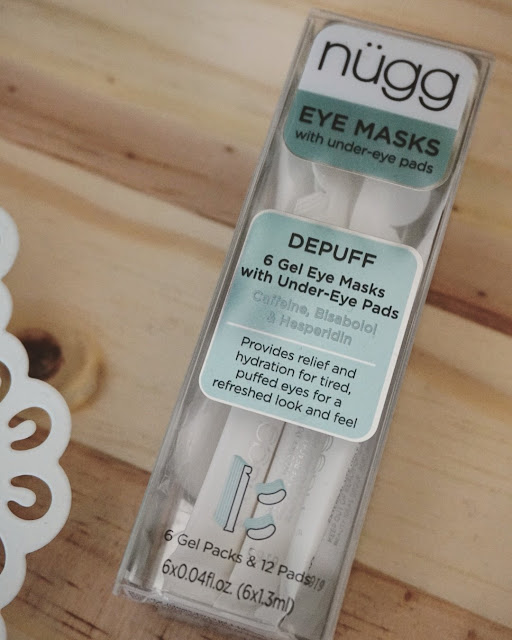 nügg
EYE MASKS
with under-eye pads
DEPUFF
6 Gel Eye Masks
with Under-Eye Pads
Caffeine, Bisabolol
& Hesperidin
Provides relief and
hydration for tired,
puffed eyes for a
refreshed look and feel
6 Gel Packs & 12 Pads
6x0.04fl.oz. (6x1.3ml)